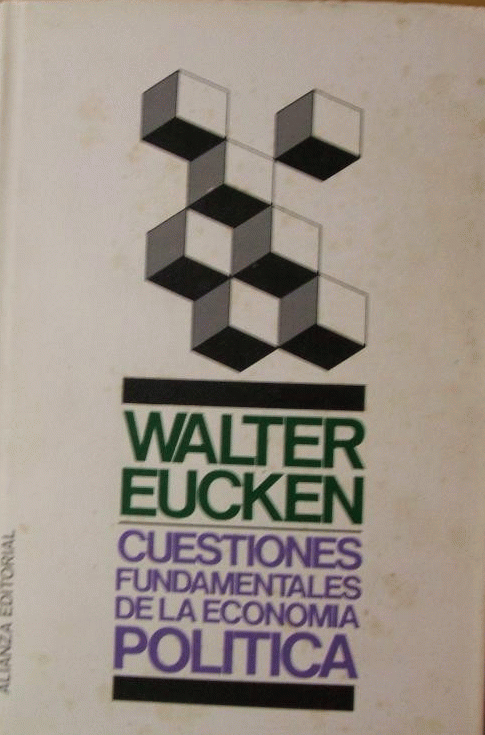 WALTER
EUCKEN
CUESTIONES
FUNDAMENTALES
DE LA ECONOMIA
POLITICA
ALIANZA EDITORIAL